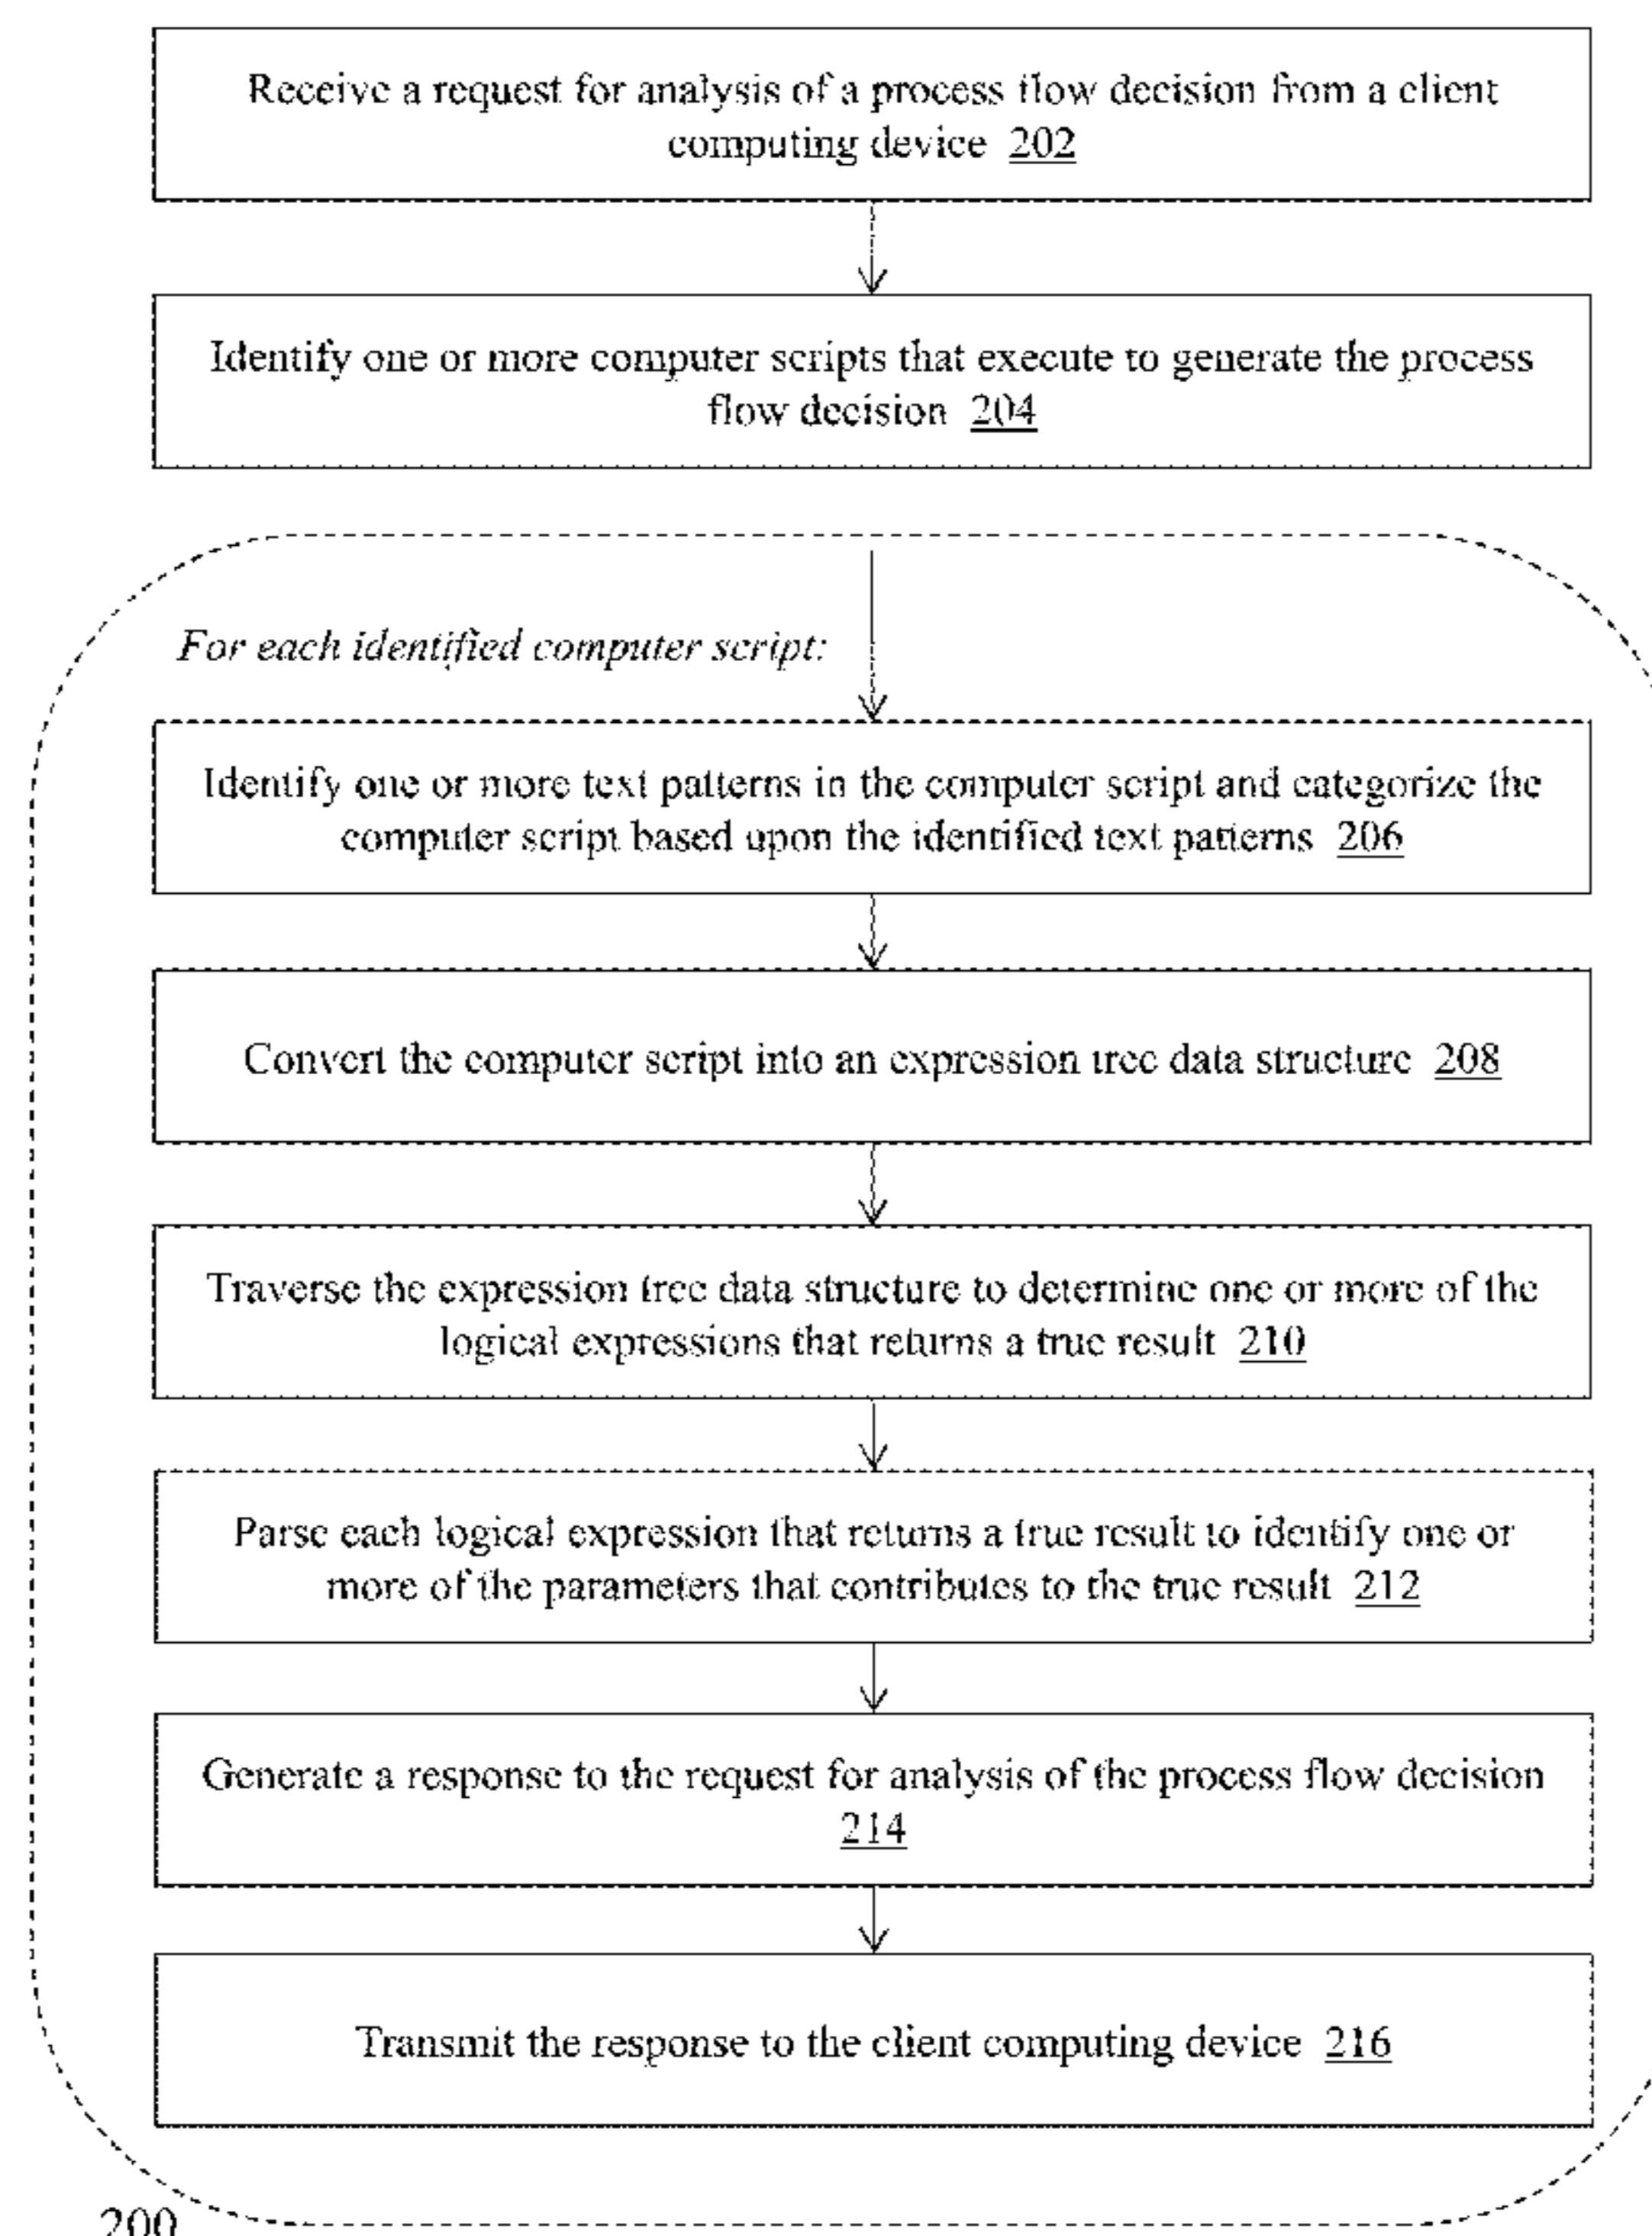 Receive a request for analysis of a process flow decision from a client
computing device 202
Identify one or more computer scripts that execute to generate the process
flow decision 204
For each identified computer script:
Identify one or more text patterns in the computer script and categorize the
computer script based upon the identified text patterns 206
Convert the computer script into an expression tree data structure 208
Traverse the expression tree data structure to determine one or more of the
logical expressions that returns a true result 210
Parse each logical expression that returns a true result to identify one or
more of the parameters that contributes to the true result 212
Generate a response to the request for analysis of the process flow decision
214
Transmit the response to the client computing device 216
200